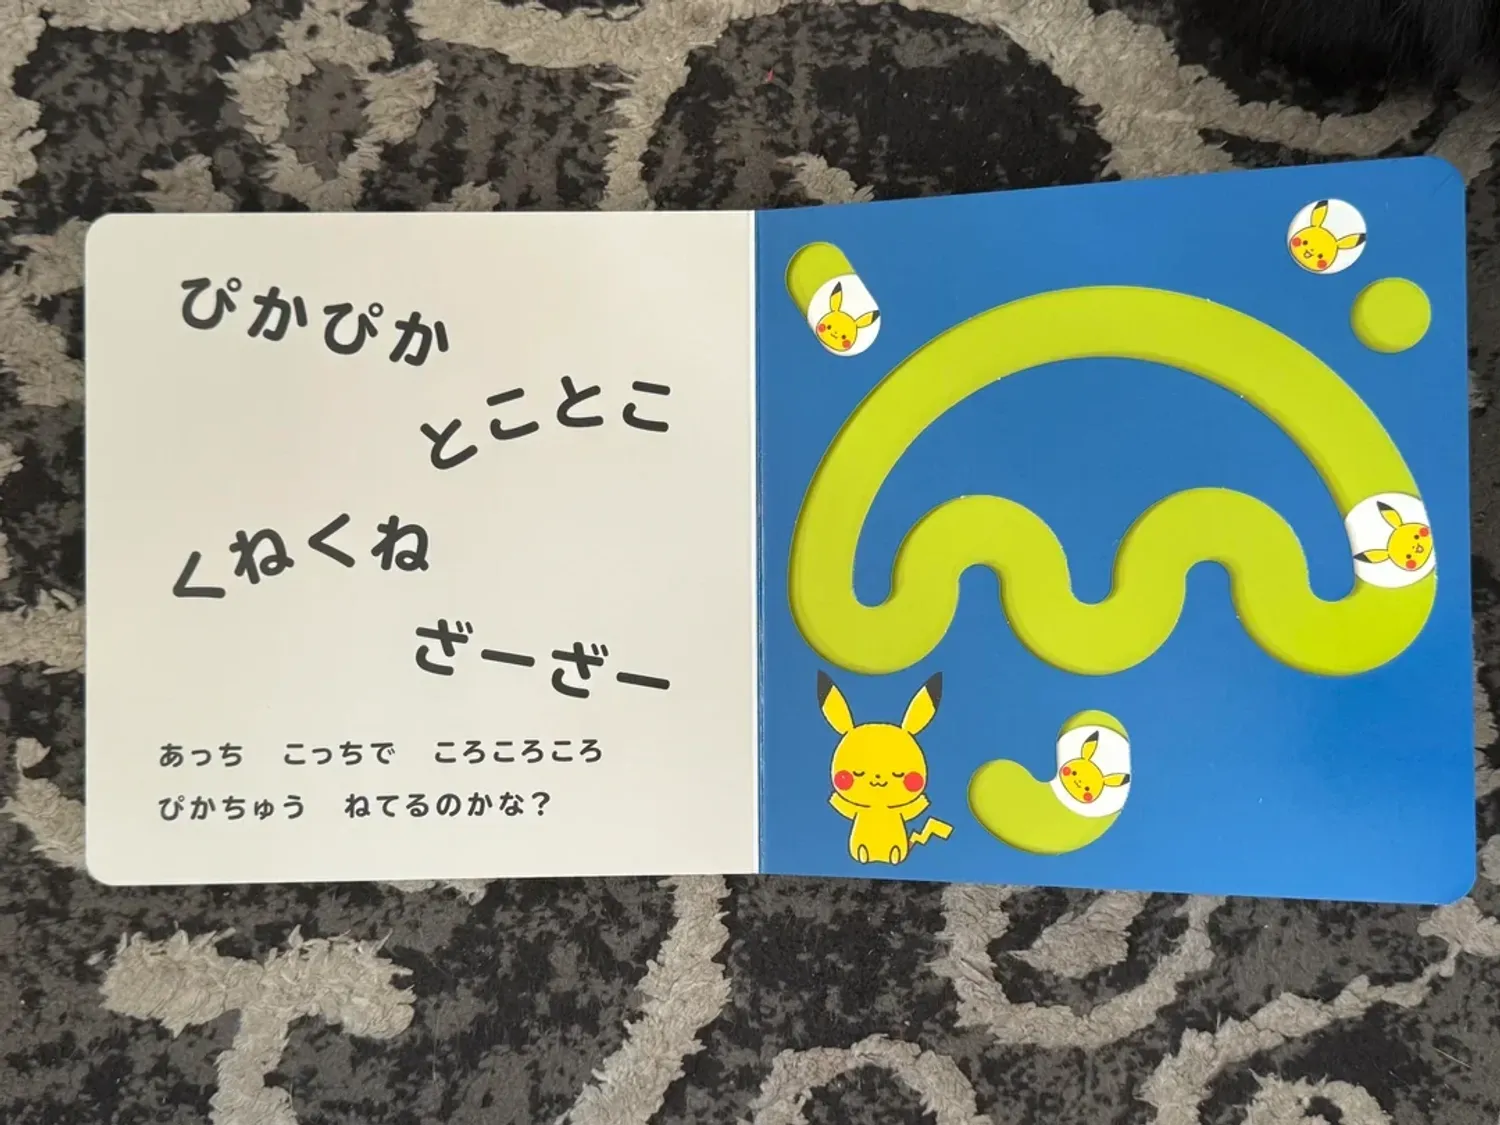 ぴかぴか
とことこ
くねくね
ざーざー
あっち　こっちで　ころころころ
ぴかちゅう　ねてるのかな？